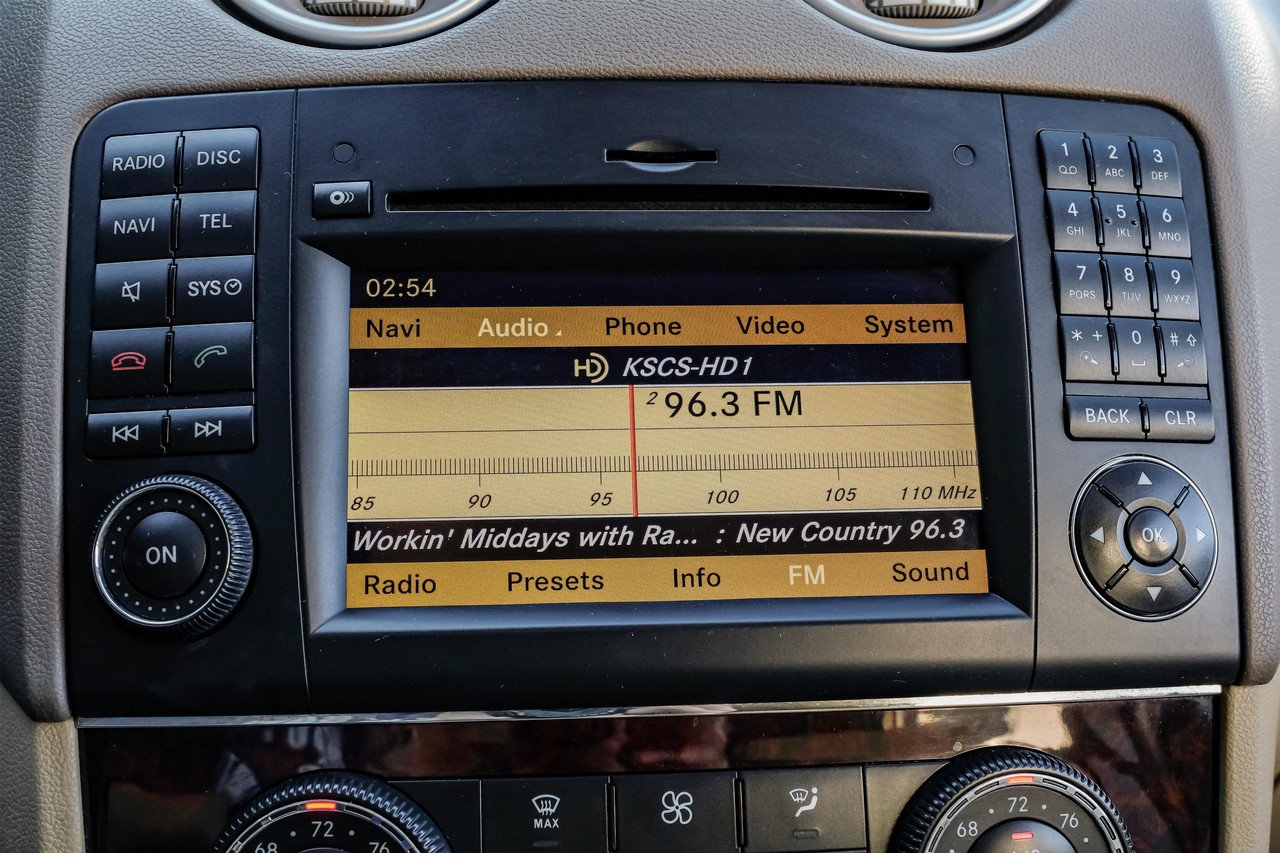 RADIO DISC
NAVI TEL
SYS
ON
02:54
Navi Audio Phone Video System
HD KSCS-HD1
2 96.3 FM
85 90 95 100 105 110 MHz
Workin' Middays with Ra... : New Country 96.3
Radio Presets Info FM Sound
1 2 ABC 3 DEF
4 GHI 5 JKL 6 MNO
7 PQRS 8 TUV 9 WXYZ
* + 0 #
BACK CLR
OK
68 72 76
MAX
68 72 76